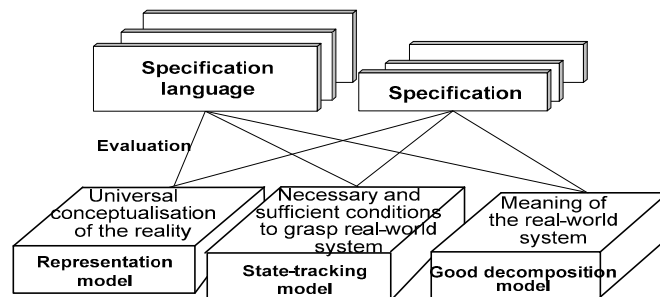 Specification
language
Specification
Evaluation
Universal
conceptualisation
of the reality
Representation
model
Necessary and
sufficient conditions
to grasp real-world
system
State-tracking
model
Meaning of
the real-world
system
Good decomposition
model